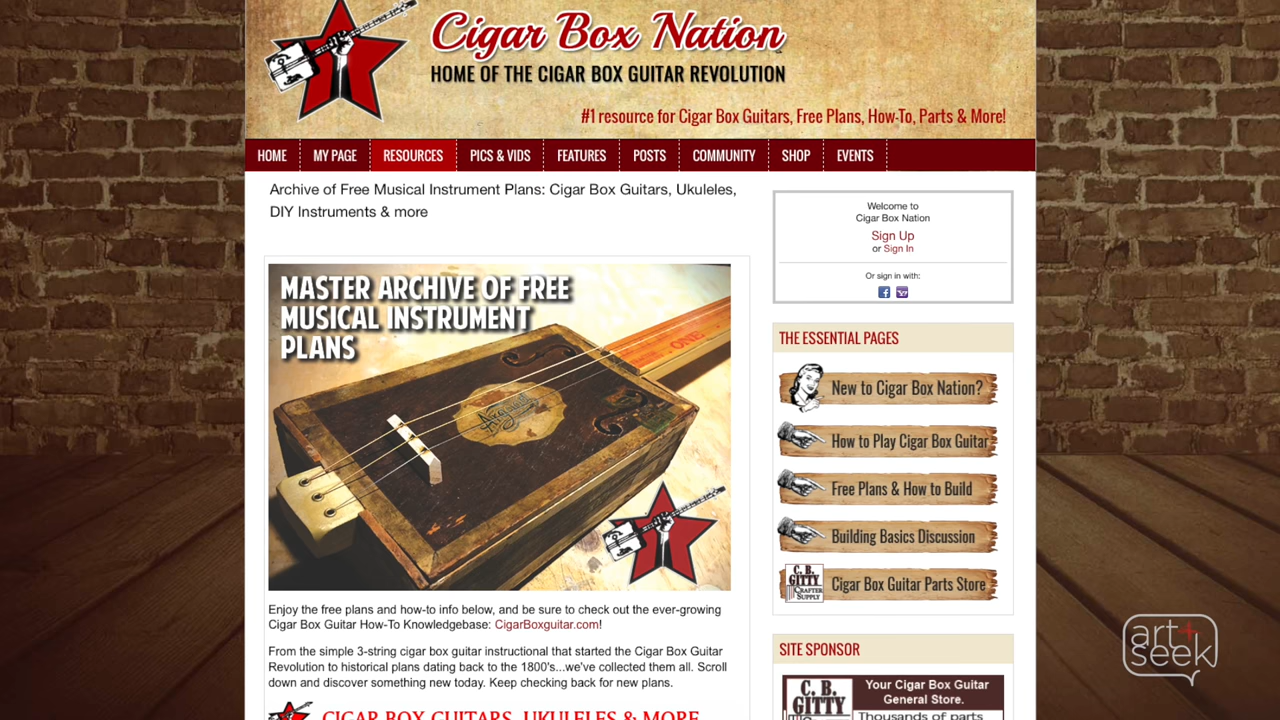 Cigar Box Nation
HOME OF THE CIGAR BOX GUITAR REVOLUTION
#1 resource for Cigar Box Guitars, Free Plans, How-To, Parts & More!
HOME MY PAGE RESOURCES PICS & VIDS FEATURES POSTS COMMUNITY SHOP EVENTS
Archive of Free Musical Instrument Plans: Cigar Box Guitars, Ukuleles,
DIY Instruments & more
MASTER ARCHIVE OF FREE
MUSICAL INSTRUMENT
PLANS
ONE
Enjoy the free plans and how-to info below, and be sure to check out the ever-growing
Cigar Box Guitar How-To Knowledgebase: CigarBoxguitar.com!
From the simple 3-string cigar box guitar instructional that started the Cigar Box Guitar
Revolution to historical plans dating back to the 1800's...we've collected them all. Scroll
down and discover something new today. Keep checking back for new plans.
CIGAR BOX GUITARS, UKULELES & MORE
Welcome to
Cigar Box Nation
Sign Up
or Sign In
Or sign in with:
THE ESSENTIAL PAGES
New to Cigar Box Nation?
How to Play Cigar Box Guitar
Free Plans & How to Build
Building Basics Discussion
C. B.
GITTY
CRAFTER
SUPPLY
Cigar Box Guitar Parts Store
SITE SPONSOR
C. B.
GITTY
Your Cigar Box Guitar
General Store.
Thousands of parts
art+
seek